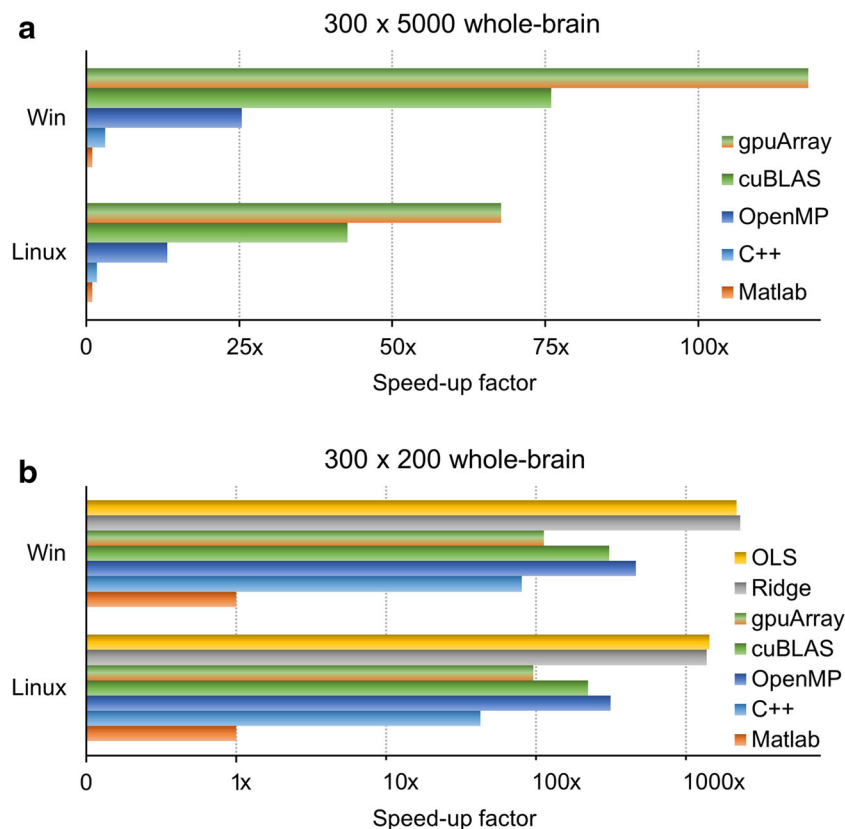 a
300 x 5000 whole-brain
Win
Linux
gpuArray
cuBLAS
OpenMP
C++
Matlab
0 25x 50x 75x 100x
Speed-up factor
b
300 x 200 whole-brain
Win
Linux
OLS
Ridge
gpuArray
cuBLAS
OpenMP
C++
Matlab
0 1x 10x 100x 1000x
Speed-up factor